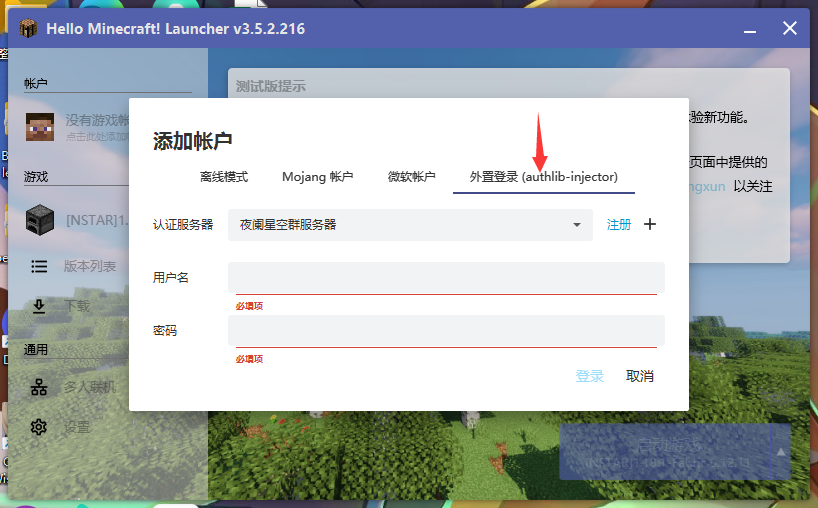 Hello Minecraft! Launcher v3.5.2.216
帐户
测试版提示
没有游戏帐
点击此处添加
验新功能。
添加帐户
离线模式
Mojang 帐户
微软帐户
外置登录 (authlib-injector)
页面中提供的
ngxun 以关注
游戏
[NSTAR]1.
认证服务器
夜阑星空群服务器
注册
版本列表
用户名
必填项
下载
密码
通用
必填项
登录
取消
多人联机
设置